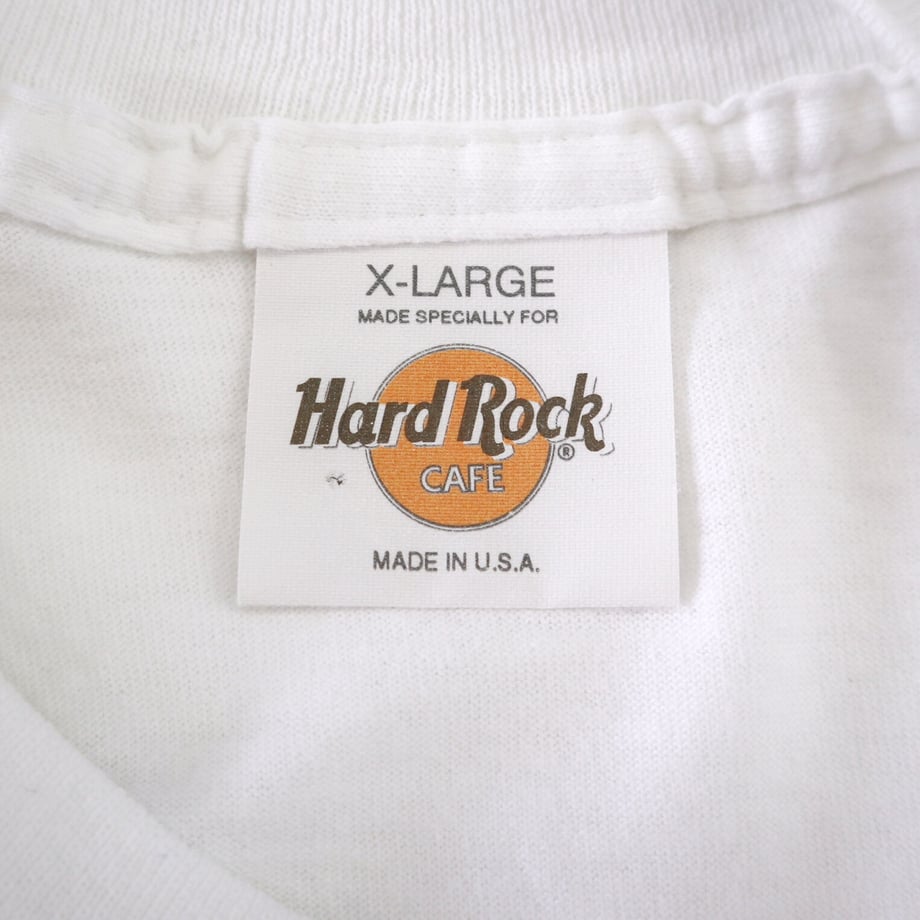 X-LARGE
MADE SPECIALLY FOR
Hard Rock
®
CAFE
MADE IN U.S.A.